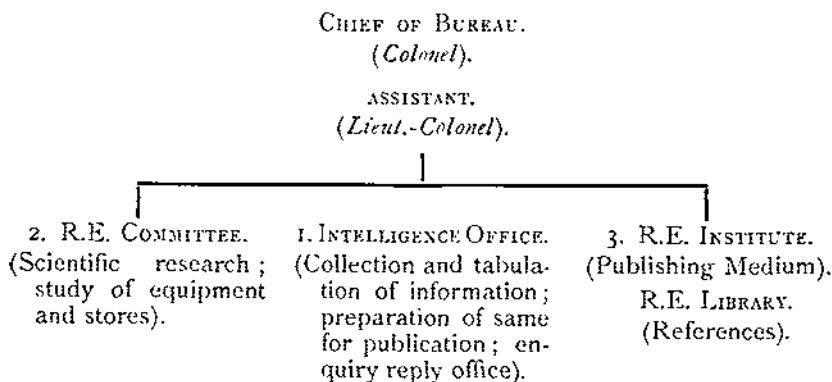 CHIEF OF BUREAU.
(Colonel).
ASSISTANT.
(Lieut.-Colonel).
2. R.E. COMMITTEE.
(Scientific research;
study of equipment
and stores).
1. INTELLIGENCE OFFICE.
(Collection and tabula-
tion of information;
preparation of same
for publication; en-
quiry reply office).
3. R.E. INSTITUTE.
(Publishing Medium).
R.E. LIBRARY.
(References).